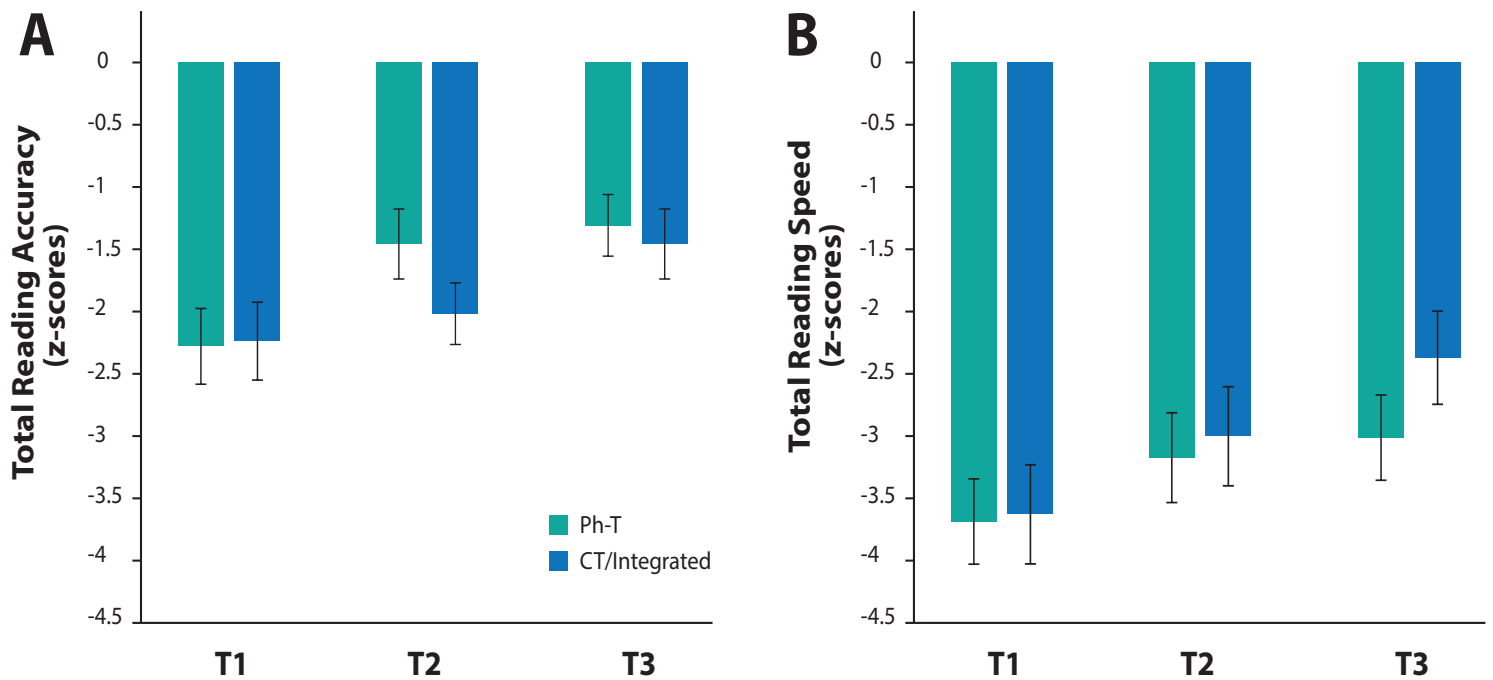 A
Total Reading Accuracy
(z-scores)
0
-0.5
-1
-1.5
-2
-2.5
-3
-3.5
-4
-4.5
T1
T2
T3
Ph-T
CT/Integrated
B
Total Reading Speed
(z-scores)
0
-0.5
-1
-1.5
-2
-2.5
-3
-3.5
-4
-4.5
T1
T2
T3